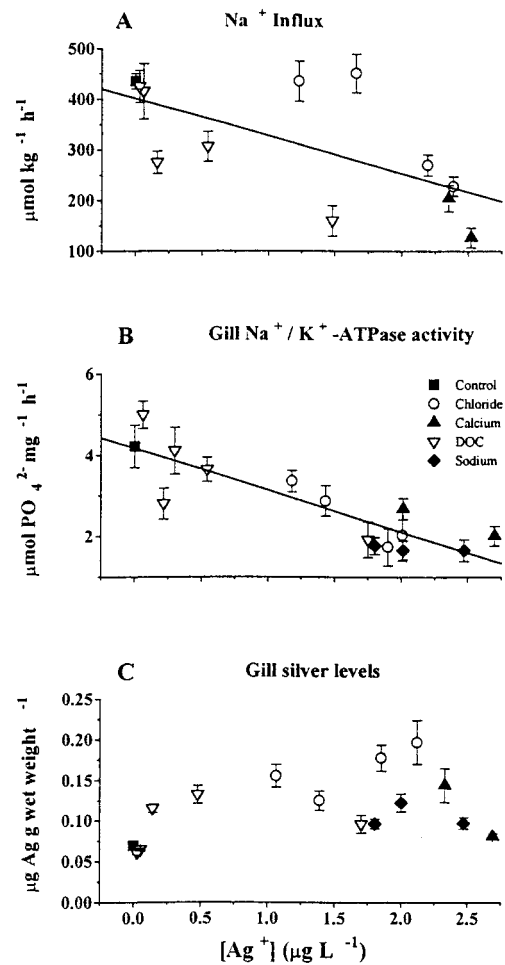 A Na + Influx
500
400
300
200
100
μmol kg -1 h-1
B Gill Na + / K + -ATPase activity
6
4
2
μmol PO 4 2- mg -1 h-1
Control
Chloride
Calcium
DOC
Sodium
C Gill silver levels
0.25
0.20
0.15
0.10
0.05
0.00
μg Ag g wet weight -1
0.0 0.5 1.0 1.5 2.0 2.5
[Ag +] (μg L -1)